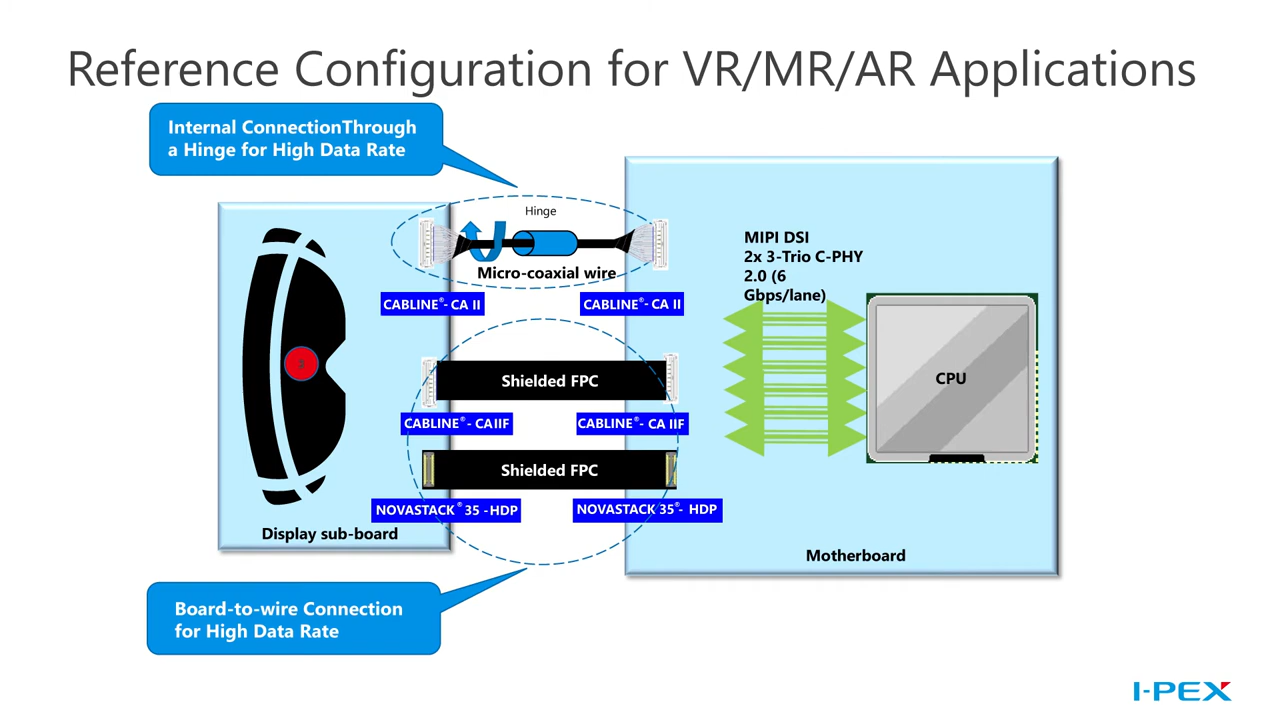 Reference Configuration for VR/MR/AR Applications
Internal ConnectionThrough
a Hinge for High Data Rate
Hinge
Micro-coaxial wire
CABLINE®- CA II
CABLINE®- CA II
MIPI DSI
2x 3-Trio C-PHY
2.0 (6
Gbps/lane)
CPU
Shielded FPC
CABLINE®- CAIIF
CABLINE®- CA IIF
Shielded FPC
NOVASTACK®35 -HDP
NOVASTACK 35®- HDP
Display sub-board
Motherboard
Board-to-wire Connection
for High Data Rate
I-PEX